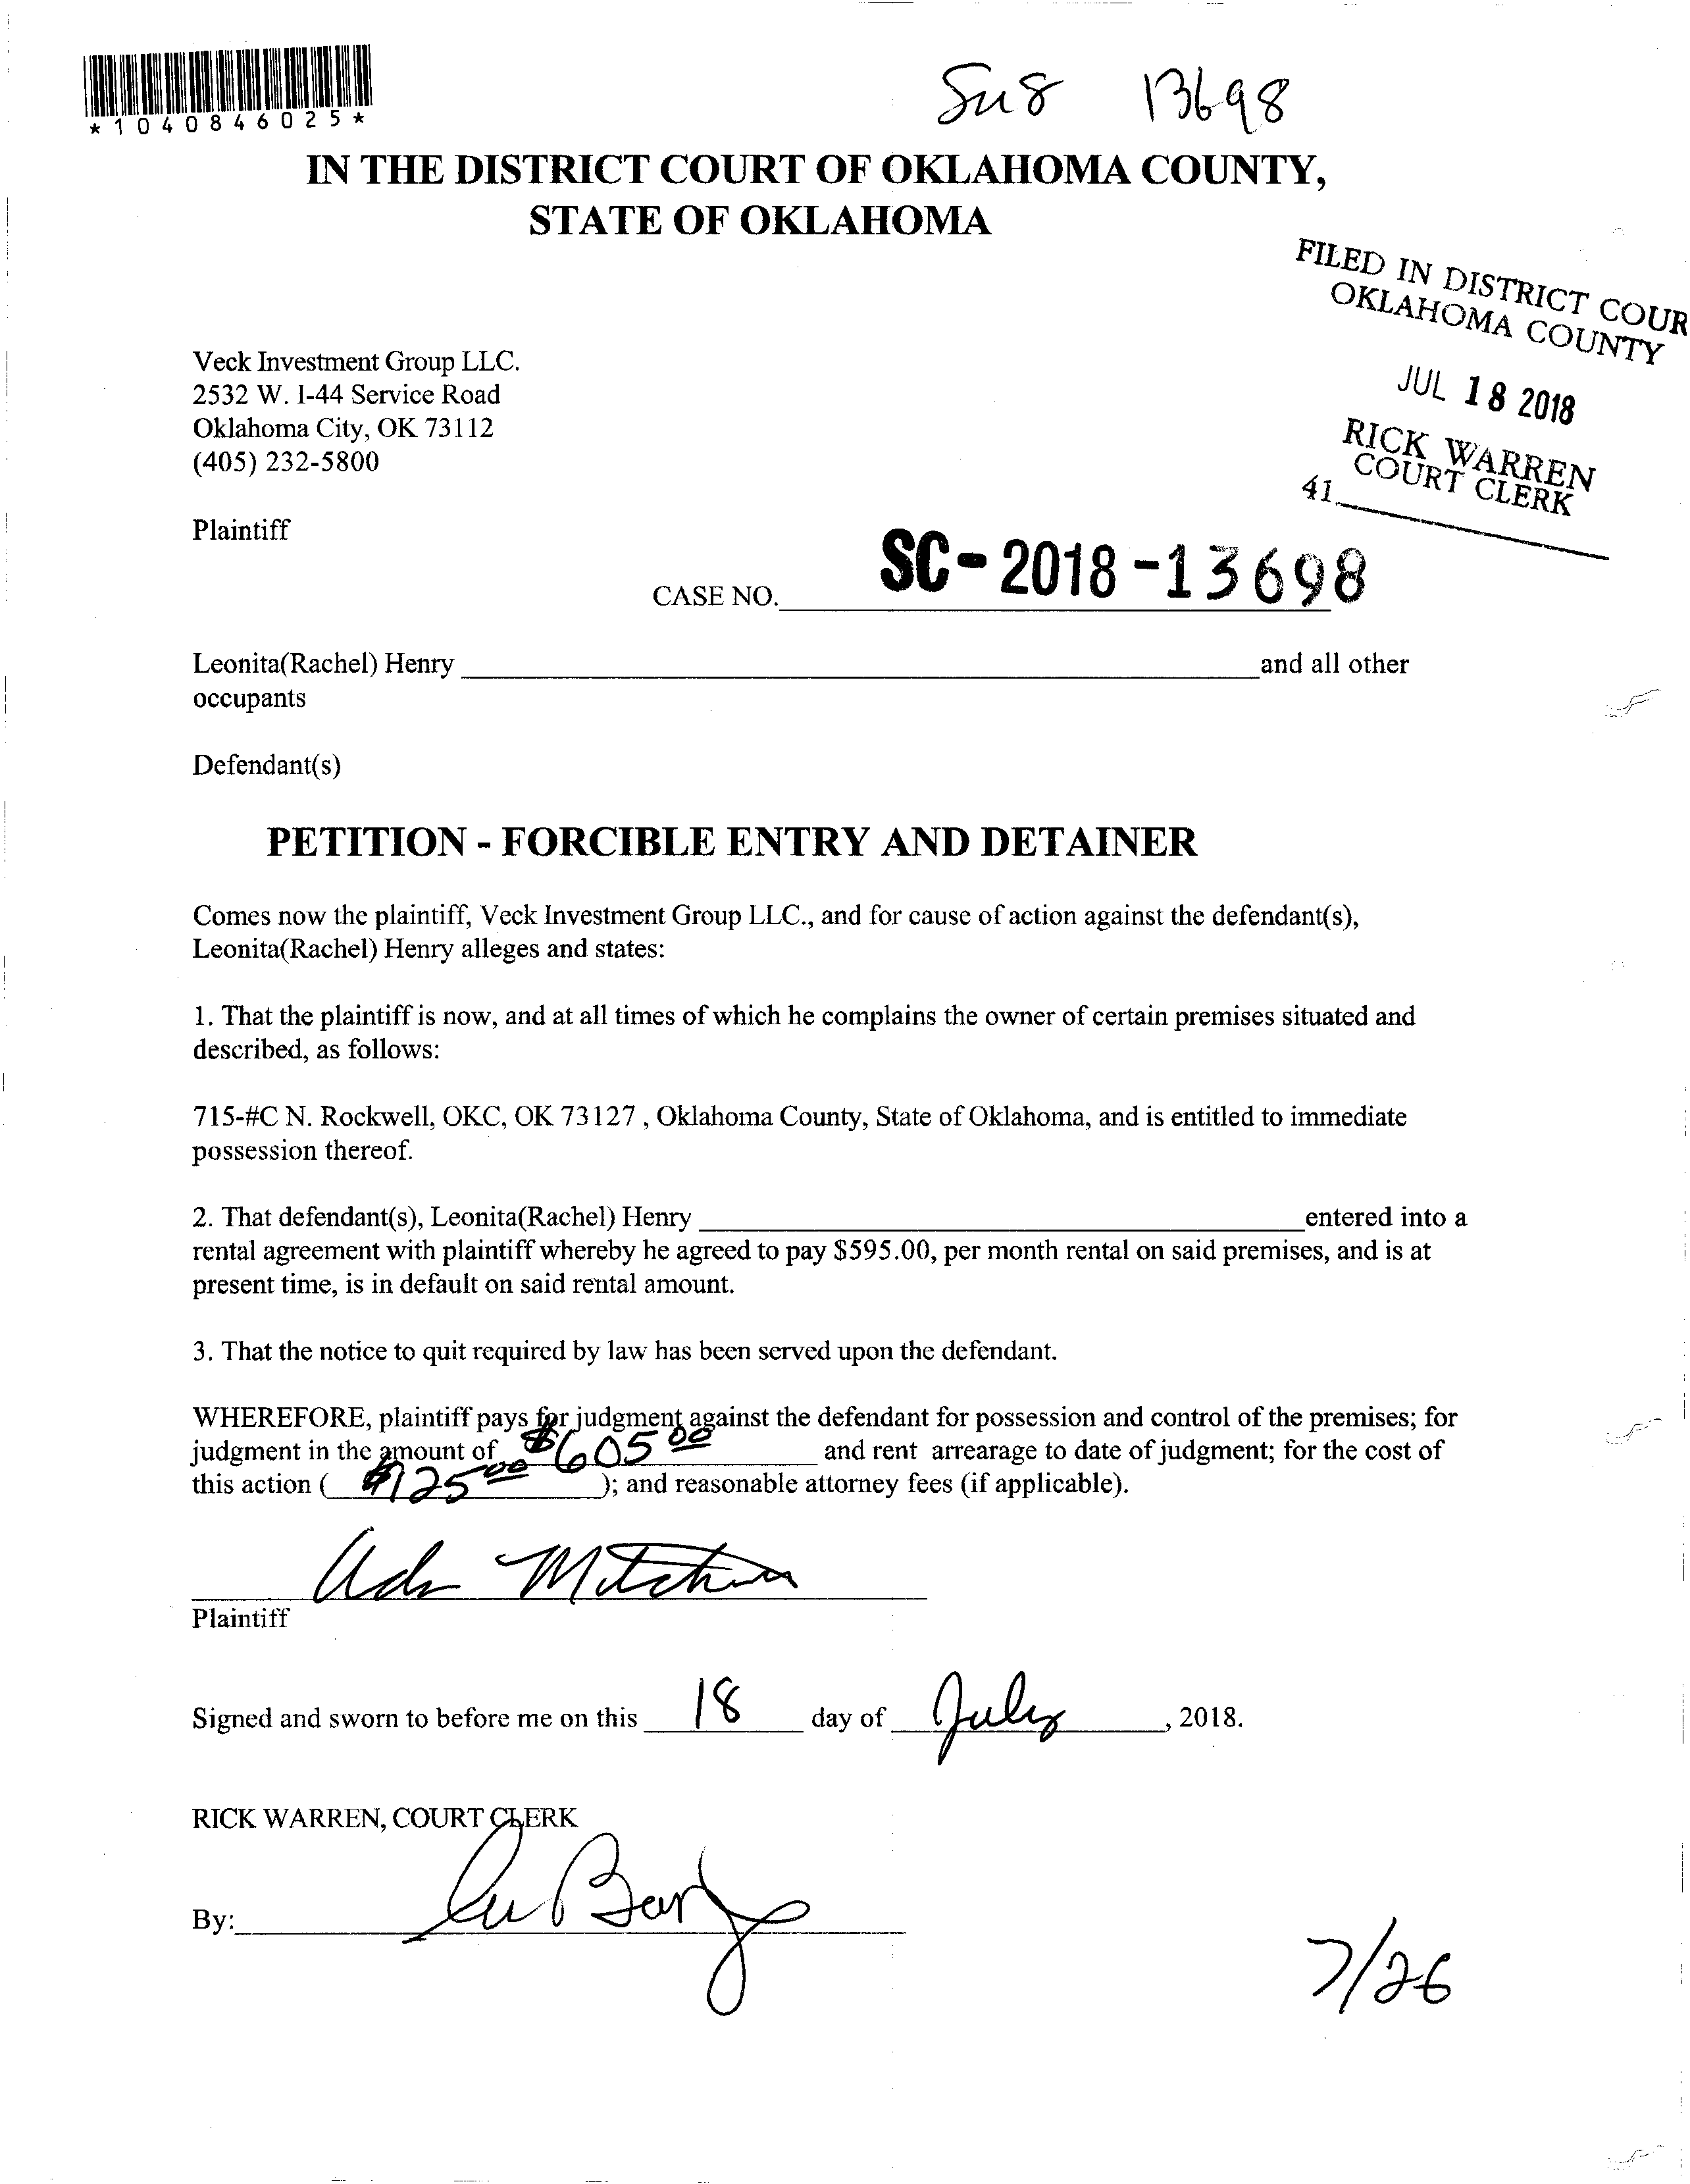 *1040846025*
13698
IN THE DISTRICT COURT OF OKLAHOMA COUNTY,
STATE OF OKLAHOMA
FILED IN DISTRICT COUR
OKLAHOMA COUNTY
JUL 18 2018
RICK WARREN
COURT CLERK
41
Veck Investment Group LLC.
2532 W. I-44 Service Road
Oklahoma City, OK 73112
(405) 232-5800
Plaintiff
CASE NO. SC-2018-13698
Leonita(Rachel) Henry and all other
occupants
Defendant(s)
PETITION - FORCIBLE ENTRY AND DETAINER
Comes now the plaintiff, Veck Investment Group LLC., and for cause of action against the defendant(s),
Leonita(Rachel) Henry alleges and states:
1. That the plaintiff is now, and at all times of which he complains the owner of certain premises situated and
described, as follows:
715-#C N. Rockwell, OKC, OK 73127 , Oklahoma County, State of Oklahoma, and is entitled to immediate
possession thereof.
2. That defendant(s), Leonita(Rachel) Henry entered into a
rental agreement with plaintiff whereby he agreed to pay $595.00, per month rental on said premises, and is at
present time, is in default on said rental amount.
3. That the notice to quit required by law has been served upon the defendant.
WHEREFORE, plaintiff pays for judgment against the defendant for possession and control of the premises; for
judgment in the amount of $605 00 and rent arrearage to date of judgment; for the cost of
this action ( $125 00 ); and reasonable attorney fees (if applicable).
Plaintiff
Signed and sworn to before me on this 18 day of July, 2018.
RICK WARREN, COURT CLERK
By:
7/26